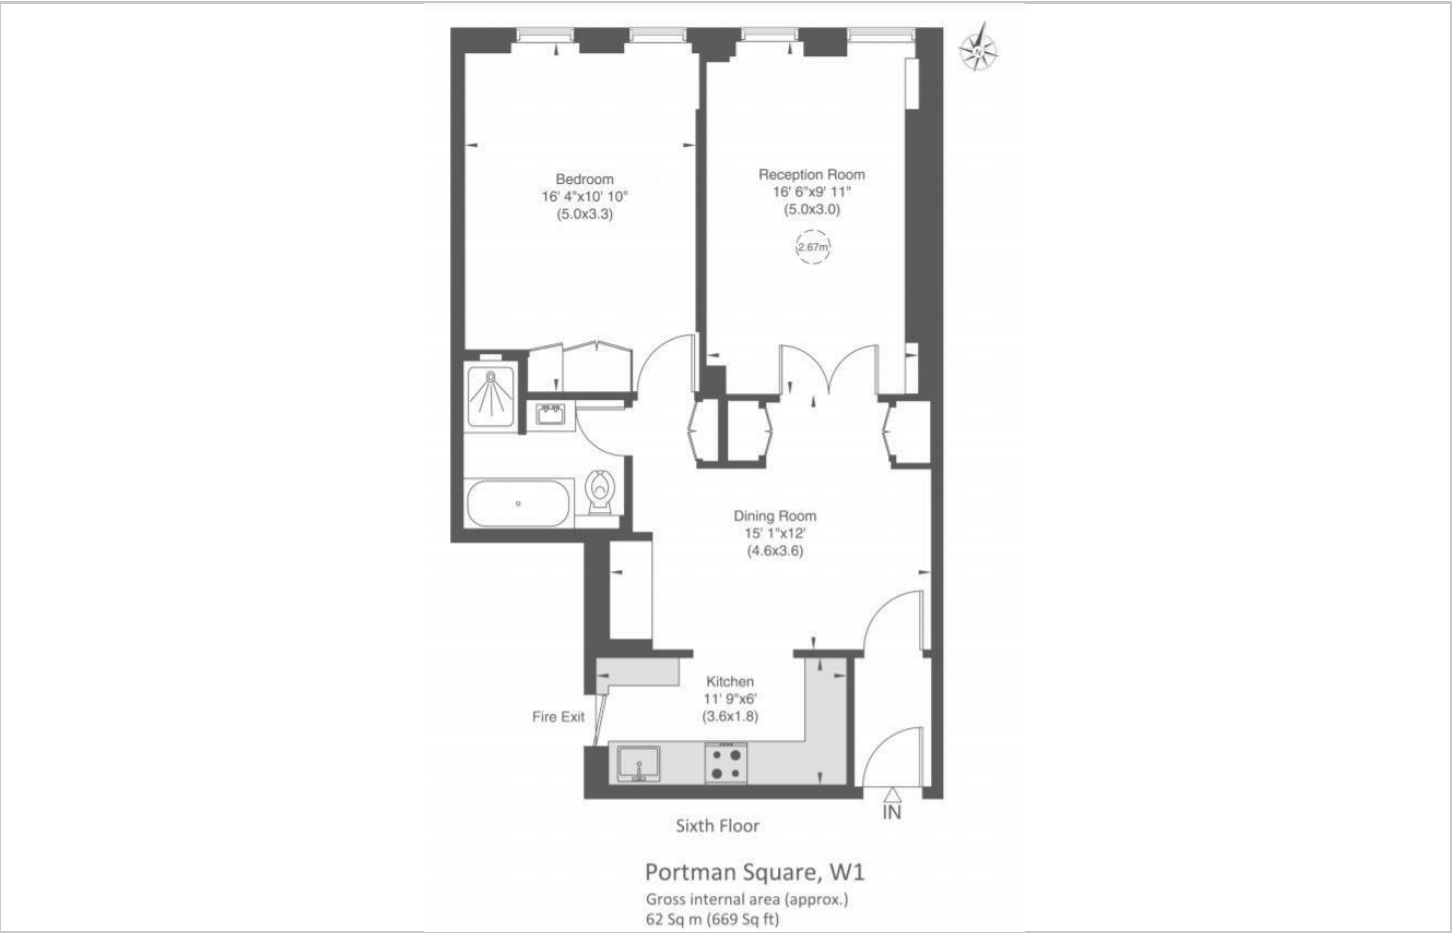 N
Bedroom
16' 4"x10' 10"
(5.0x3.3)
Reception Room
16' 6"x9' 11"
(5.0x3.0)
2.67m
Dining Room
15' 1"x12'
(4.6x3.6)
Kitchen
11' 9"x6'
(3.6x1.8)
Fire Exit
IN
Sixth Floor
Portman Square, W1
Gross internal area (approx.)
62 Sq m (669 Sq ft)